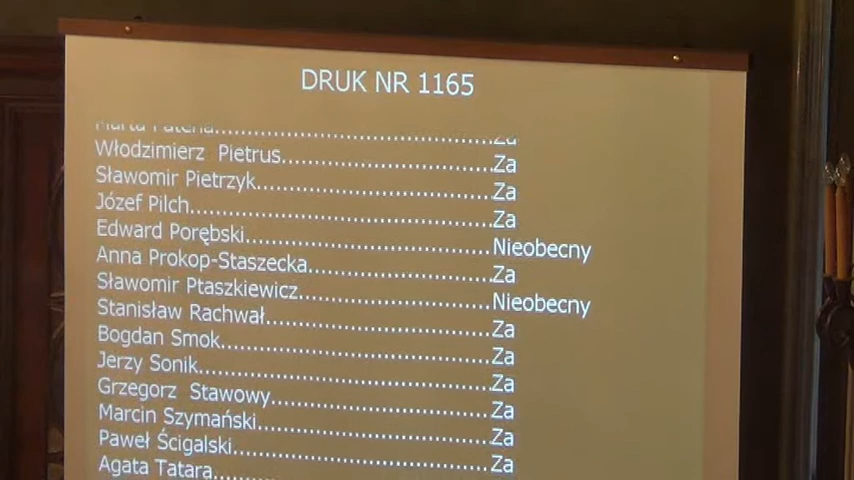 DRUK NR 1165
Włodzimierz Pietrus........................................Za
Sławomir Pietrzyk............................................Za
Józef Pilch.......................................................Za
Edward Porębski..............................................Nieobecny
Anna Prokop-Staszecka..................................Za
Sławomir Ptaszkiewicz....................................Nieobecny
Stanisław Rachwał..........................................Za
Bogdan Smok...................................................Za
Jerzy Sonik......................................................Za
Grzegorz Stawowy..........................................Za
Marcin Szymański............................................Za
Paweł Ścigalski................................................Za
Agata Tatara.............